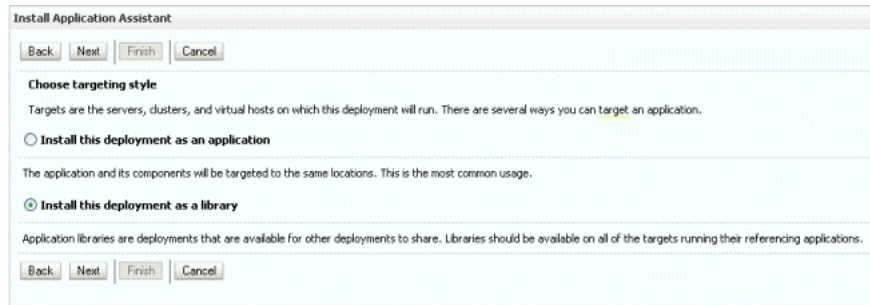 Install Application Assistant
Back Next Finish Cancel
Choose targeting style
Targets are the servers, clusters, and virtual hosts on which this deployment will run. There are several ways you can target an application.
Install this deployment as an application
The application and its components will be targeted to the same locations. This is the most common usage.
Install this deployment as a library
Application libraries are deployments that are available for other deployments to share. Libraries should be available on all of the targets running their referencing applications.
Back Next Finish Cancel